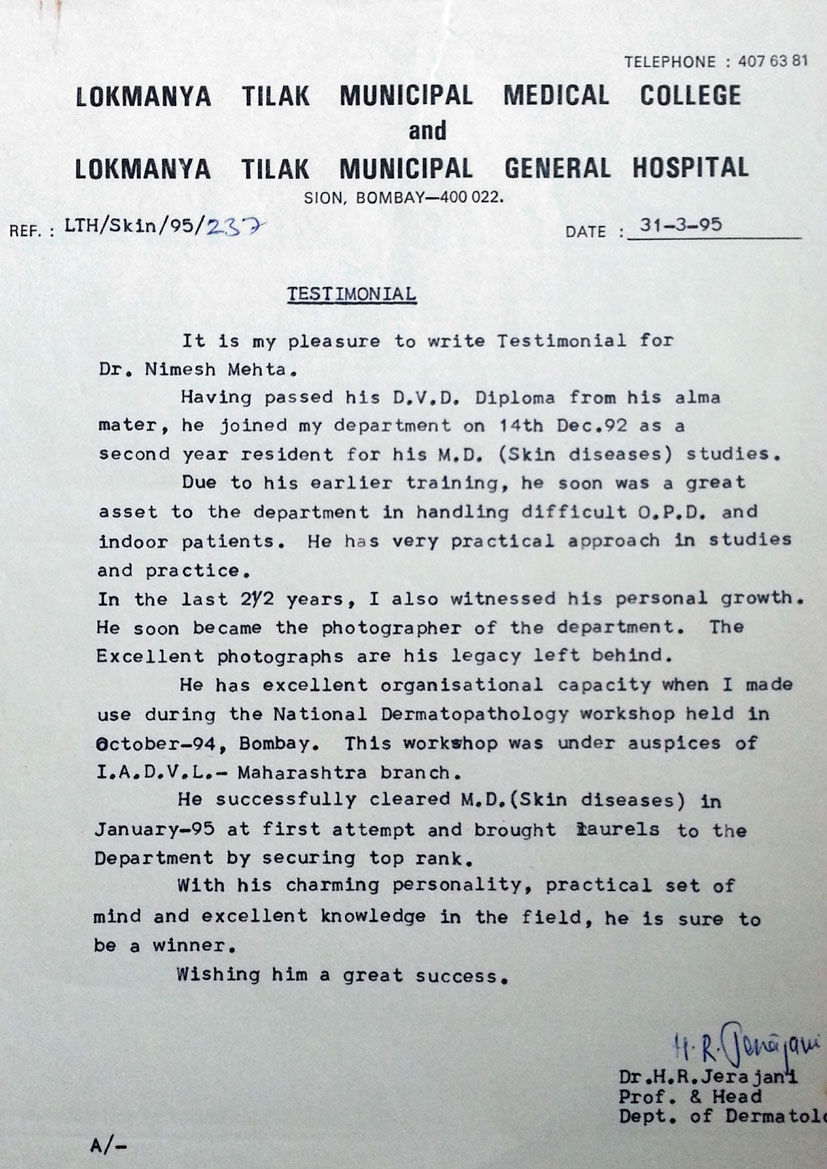 TELEPHONE : 407 63 81
LOKMANYA TILAK MUNICIPAL MEDICAL COLLEGE
and
LOKMANYA TILAK MUNICIPAL GENERAL HOSPITAL
SION, BOMBAY—400 022.
REF. : LTH/Skin/95/237
DATE : 31-3-95
TESTIMONIAL
It is my pleasure to write Testimonial for
Dr. Nimesh Mehta.
Having passed his D.V.D. Diploma from his alma
mater, he joined my department on 14th Dec.92 as a
second year resident for his M.D. (Skin diseases) studies.
Due to his earlier training, he soon was a great
asset to the department in handling difficult O.P.D. and
indoor patients. He has very practical approach in studies
and practice.
In the last 2½ years, I also witnessed his personal growth.
He soon became the photographer of the department. The
Excellent photographs are his legacy left behind.
He has excellent organisational capacity when I made
use during the National Dermatopathology workshop held in
October-94, Bombay. This workshop was under auspices of
I.A.D.V.L.- Maharashtra branch.
He successfully cleared M.D.(Skin diseases) in
January-95 at first attempt and brought laurels to the
Department by securing top rank.
With his charming personality, practical set of
mind and excellent knowledge in the field, he is sure to
be a winner.
Wishing him a great success.
H.R. Jerajani
Dr.H.R.Jerajani
Prof. & Head
Dept. of Dermatolo
A/-